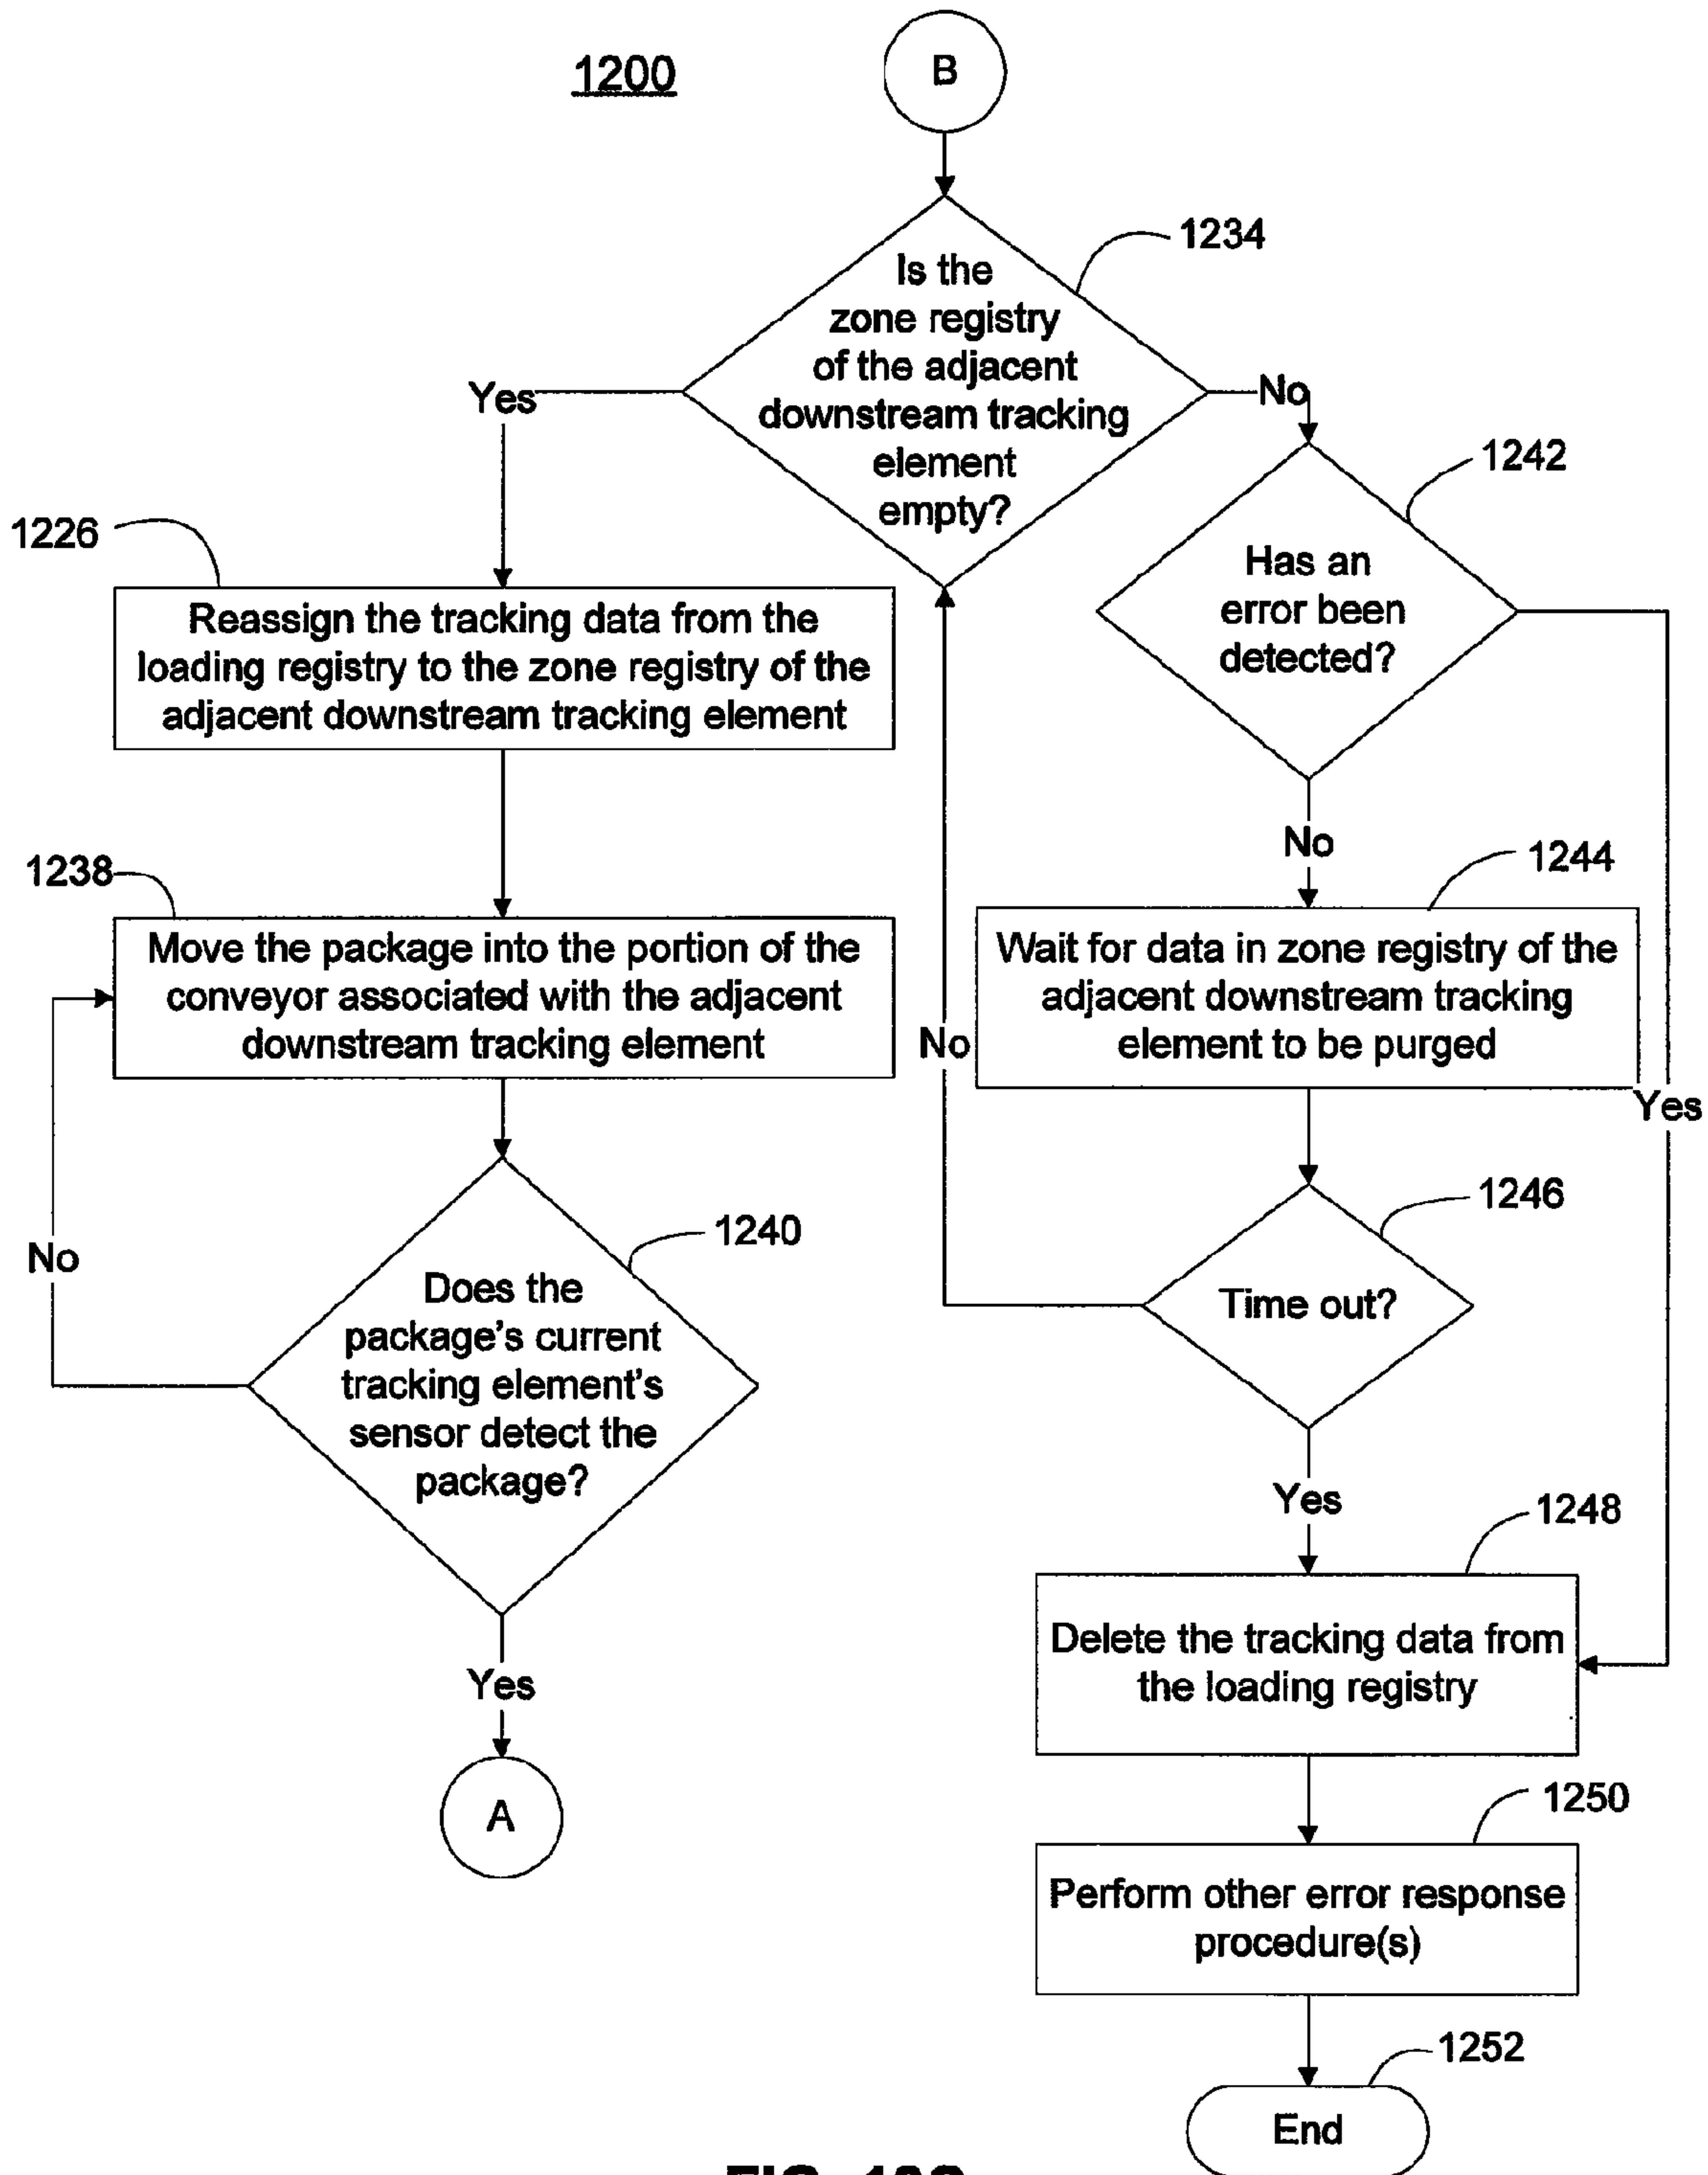 1200
B
1234
Is the
zone registry
of the adjacent
downstream tracking
element
empty?
Yes
No
1242
Has an
error been
detected?
1226
Reassign the tracking data from the
loading registry to the zone registry of the
adjacent downstream tracking element
No
1244
1238
Move the package into the portion of the
conveyor associated with the adjacent
downstream tracking element
Wait for data in zone registry of the
adjacent downstream tracking
element to be purged
No
Yes
1246
Time out?
1240
Does the
package's current
tracking element's
sensor detect the
package?
No
Yes
1248
Delete the tracking data from
the loading registry
Yes
A
1250
Perform other error response
procedure(s)
1252
End